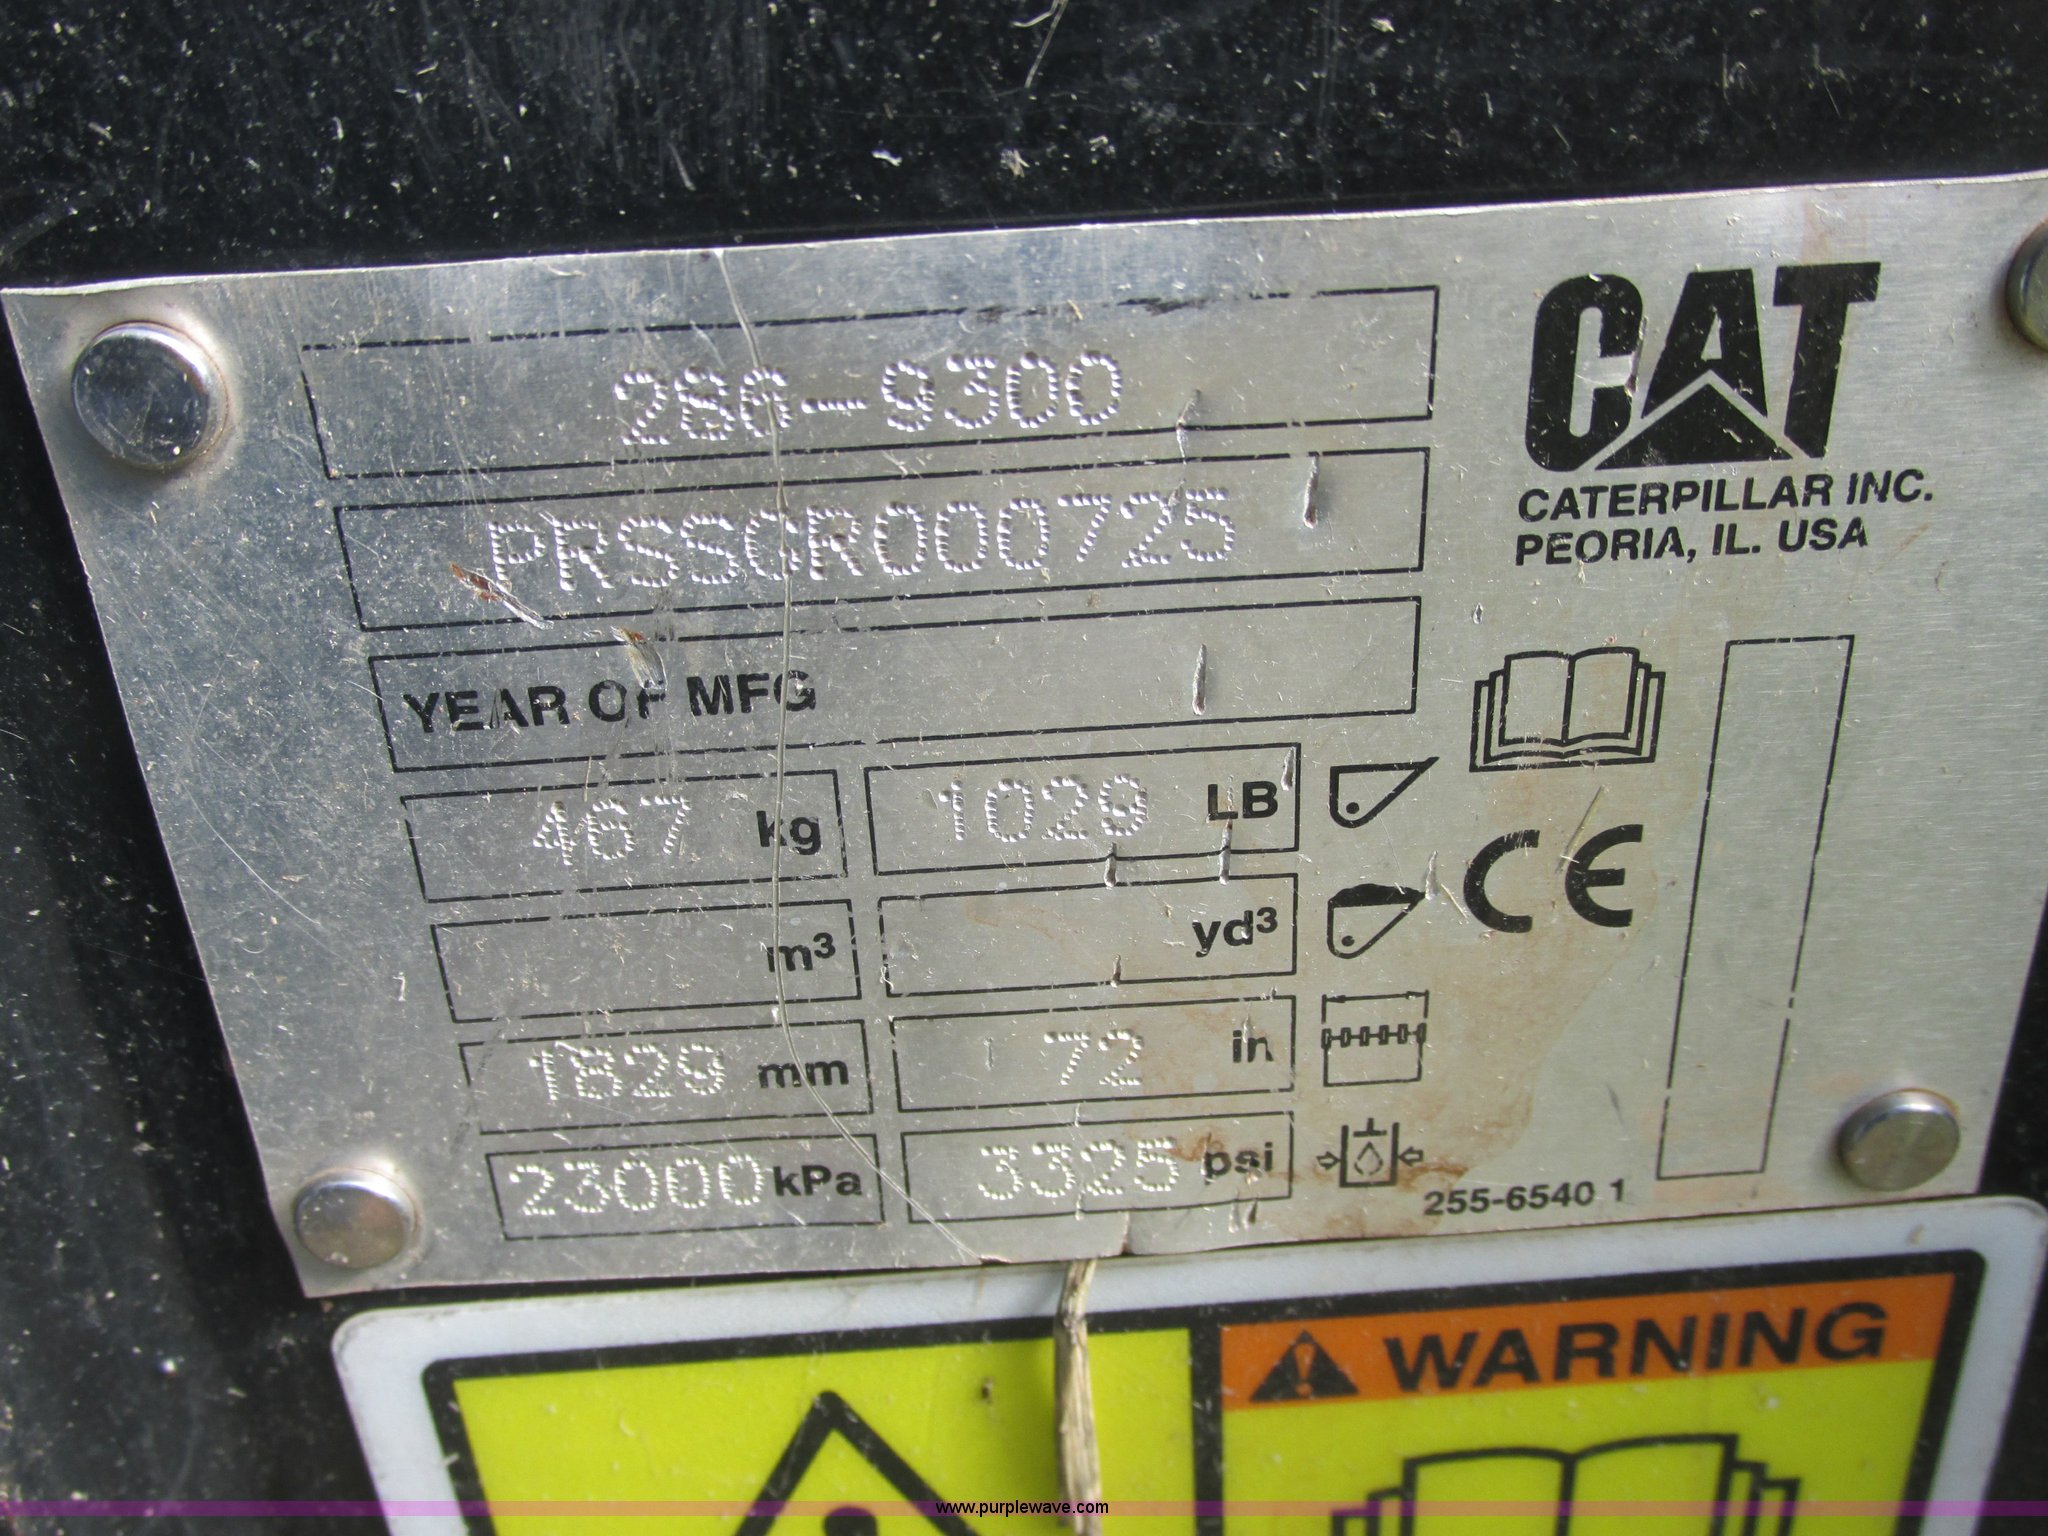 286-9300
CAT
PRSSGR000725
CATERPILLAR INC.
PEORIA, IL. USA
YEAR OF MFG
467 kg 1029 LB
CE
m³ yd³
1829 mm 72 in
23000 kPa 3325 psi
255-6540 1
WARNING
www.purplewave.com